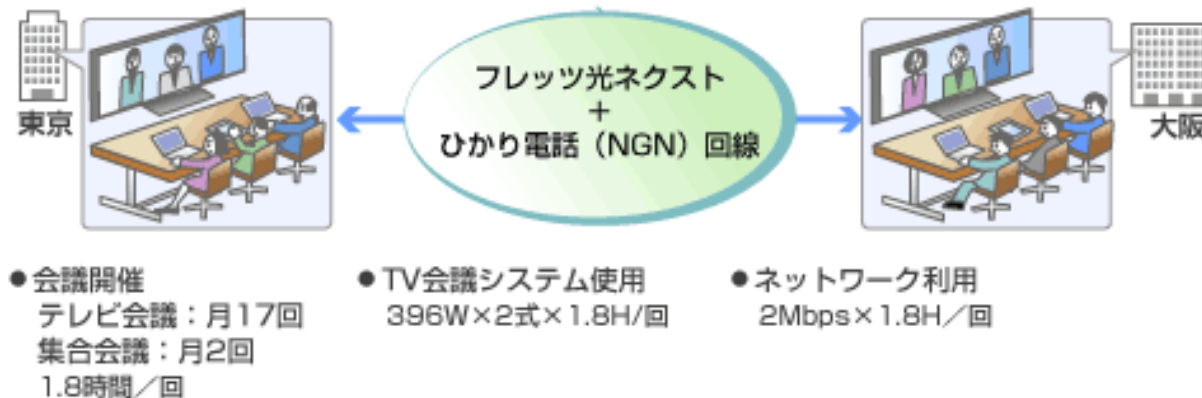 東京
フレッツ光ネクスト
+
ひかり電話（NGN）回線
大阪
●会議開催
テレビ会議：月17回
集合会議：月2回
1.8時間／回
●TV会議システム使用
396W×2式×1.8H/回
●ネットワーク利用
2Mbps×1.8H／回